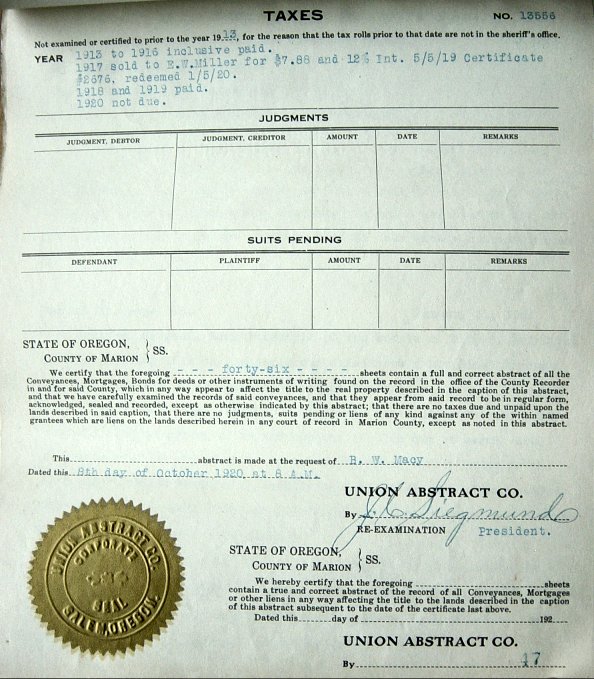 TAXES NO. 13556
Not examined or certified to prior to the year 1913, for the reason that the tax rolls prior to that date are not in the sheriff's office.
YEAR 1913 to 1916 inclusive paid.
1917 sold to E.W.Miller for $7.88 and 12% Int. 5/5/19 Certificate
#2676, redeemed 1/5/20.
1918 and 1919 paid.
1920 not due.
JUDGMENTS
JUDGMENT, DEBTOR JUDGMENT, CREDITOR AMOUNT DATE REMARKS
SUITS PENDING
DEFENDANT PLAINTIFF AMOUNT DATE REMARKS
STATE OF OREGON,
COUNTY OF MARION } SS.
We certify that the foregoing - - - forty-six - - - - sheets contain a full and correct abstract of all the
Conveyances, Mortgages, Bonds for deeds or other instruments of writing found on the record in the office of the County Recorder
in and for said County, which in any way appear to affect the title to the real property described in the caption of this abstract,
and that we have carefully examined the records of said conveyances, and that they appear from said record to be in regular form,
acknowledged, sealed and recorded, except as otherwise indicated by this abstract; that there are no taxes due and unpaid upon the
lands described in said caption, that there are no judgments, suits pending or liens of any kind against any of the within named
grantees which are liens on the lands described herein in any court of record in Marion County, except as noted in this abstract.
This abstract is made at the request of B. W. Macy
Dated this 8th day of October 1920 at 8 A.M.
UNION ABSTRACT CO.
By Siegmund
RE-EXAMINATION President.
STATE OF OREGON,
COUNTY OF MARION } SS.
We hereby certify that the foregoing sheets
contain a true and correct abstract of the record of all Conveyances, Mortgages
or other liens in any way affecting the title to the lands described in the caption
of this abstract subsequent to the date of the certificate last above.
Dated this day of 192
UNION ABSTRACT CO.
By 47
UNION ABSTRACT CO.
CORPORATE
SEAL
SALEM, OREGON.